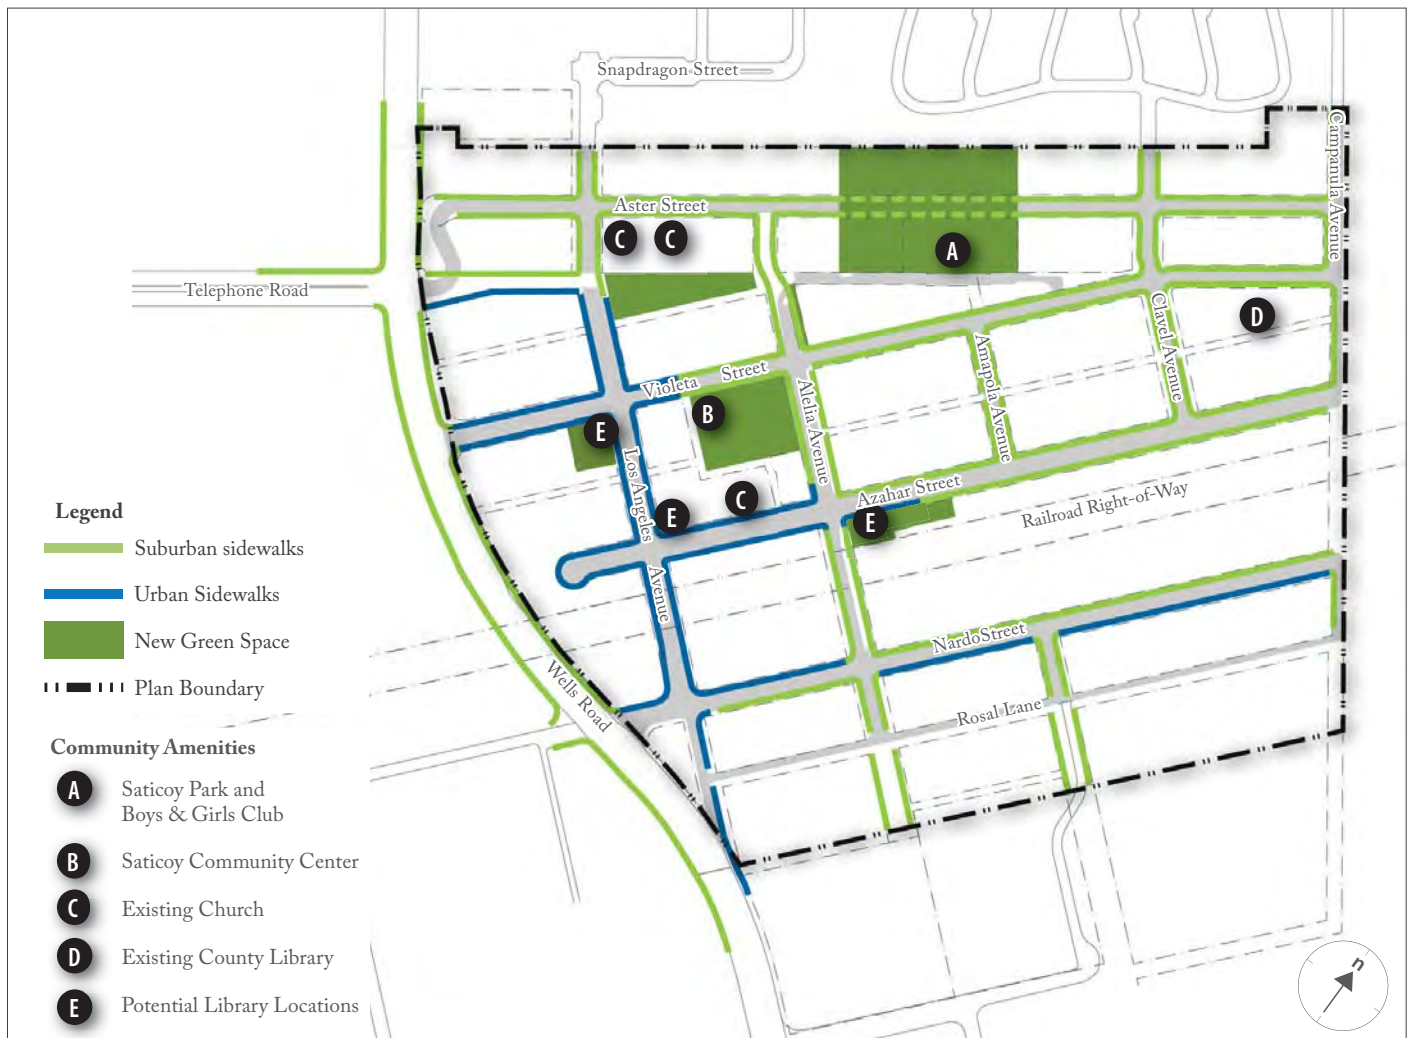 Snapdragon Street
Campanula Avenue
Aster Street
C
C
A
Telephone Road
Clavel Avenue
D
Amapola Avenue
Violeta Street
Alelia Avenue
B
E
Los Angeles Avenue
Azahar Street
C
E
E
Railroad Right-of-Way
Nardo Street
Wells Road
Rosal Lane
Legend
Suburban sidewalks
Urban Sidewalks
New Green Space
Plan Boundary
Community Amenities
A Saticoy Park and
Boys & Girls Club
B Saticoy Community Center
C Existing Church
D Existing County Library
E Potential Library Locations
n